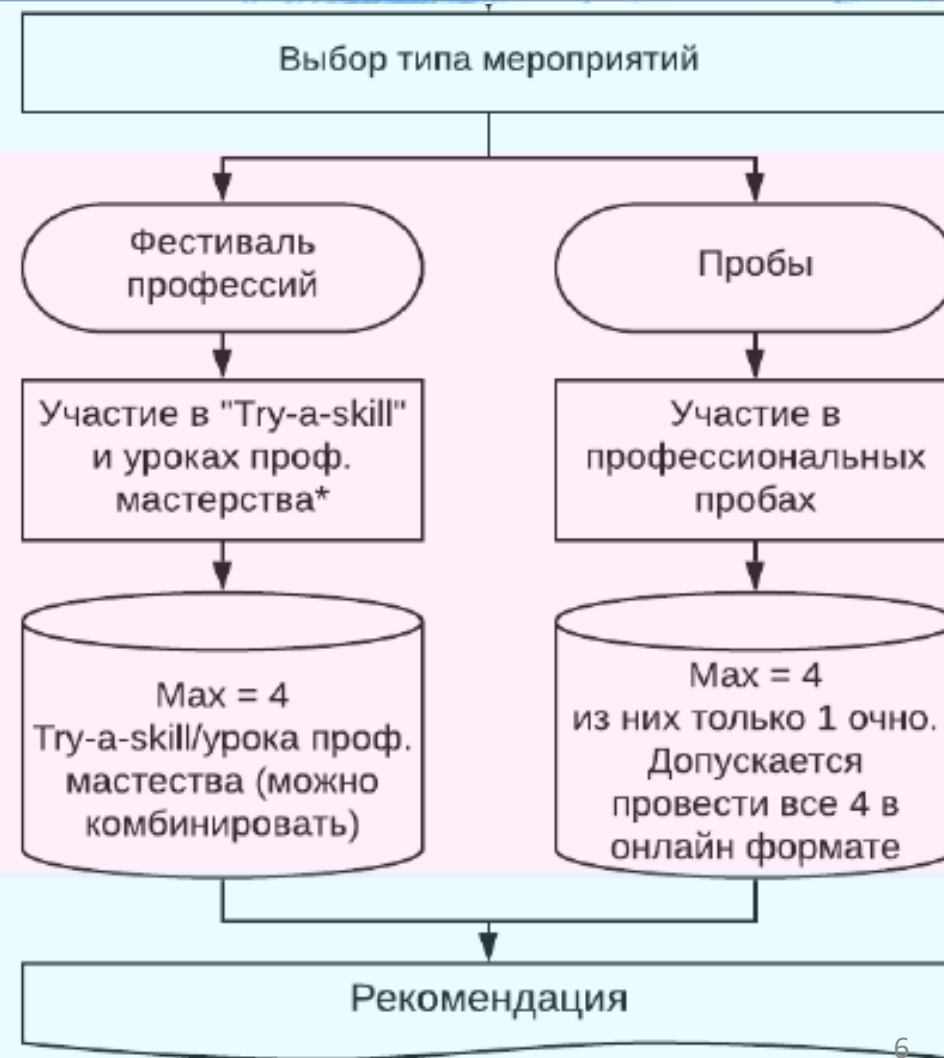 Выбор типа мероприятий
Фестиваль
профессий
Пробы
Участие в "Try-a-skill"
и уроках проф.
мастерства*
Участие в
профессиональных
пробах
Max = 4
Try-a-skill/урока проф.
мастества (можно
комбинировать)
Max = 4
из них только 1 очно.
Допускается
провести все 4 в
онлайн формате
Рекомендация
6